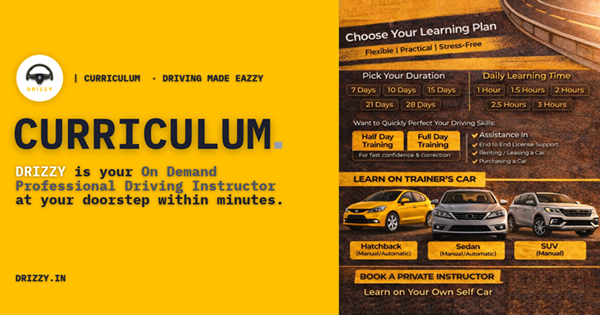 DRIZZY
| CURRICULUM · DRIVING MADE EAZZY
CURRICULUM.
DRIZZY is your On Demand
Professional Driving Instructor
at your doorstep within minutes.
DRIZZY.IN
Choose Your Learning Plan
Flexible | Practical | Stress-Free
Pick Your Duration
7 Days 10 Days 15 Days
21 Days 28 Days
Daily Learning Time
1 Hour 1.5 Hours 2 Hours
2.5 Hours 3 Hours
Want to Quickly Perfect Your Driving Skills:
Half Day Training
Full Day Training
For fast confidence & correction
✓ Assistance In
✓ End to End License Support
✓ Renting / Leasing a Car
✓ Purchasing a Car
LEARN ON TRAINER'S CAR
Hatchback
(Manual/Automatic)
Sedan
(Manual/Automatic)
SUV
(Manual)
BOOK A PRIVATE INSTRUCTOR
Learn on Your Own Self Car